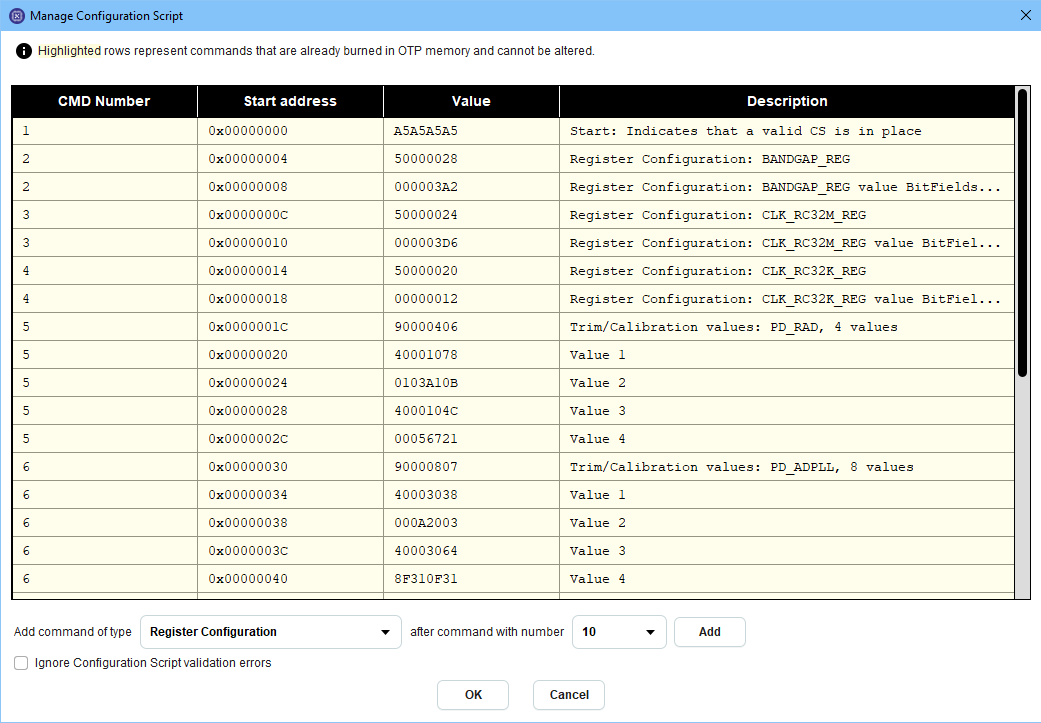 Manage Configuration Script
Highlighted rows represent commands that are already burned in OTP memory and cannot be altered.
CMD Number Start address Value Description
1 0x00000000 A5A5A5A5 Start: Indicates that a valid CS is in place
2 0x00000004 50000028 Register Configuration: BANDGAP_REG
2 0x00000008 000003A2 Register Configuration: BANDGAP_REG value BitFields...
3 0x0000000C 50000024 Register Configuration: CLK_RC32M_REG
3 0x00000010 000003D6 Register Configuration: CLK_RC32M_REG value BitFiel...
4 0x00000014 50000020 Register Configuration: CLK_RC32K_REG
4 0x00000018 00000012 Register Configuration: CLK_RC32K_REG value BitFiel...
5 0x0000001C 90000406 Trim/Calibration values: PD_RAD, 4 values
5 0x00000020 40001078 Value 1
5 0x00000024 0103A10B Value 2
5 0x00000028 4000104C Value 3
5 0x0000002C 00056721 Value 4
6 0x00000030 90000807 Trim/Calibration values: PD_ADPLL, 8 values
6 0x00000034 40003038 Value 1
6 0x00000038 000A2003 Value 2
6 0x0000003C 40003064 Value 3
6 0x00000040 8F310F31 Value 4
Add command of type Register Configuration after command with number 10 Add
Ignore Configuration Script validation errors
OK Cancel